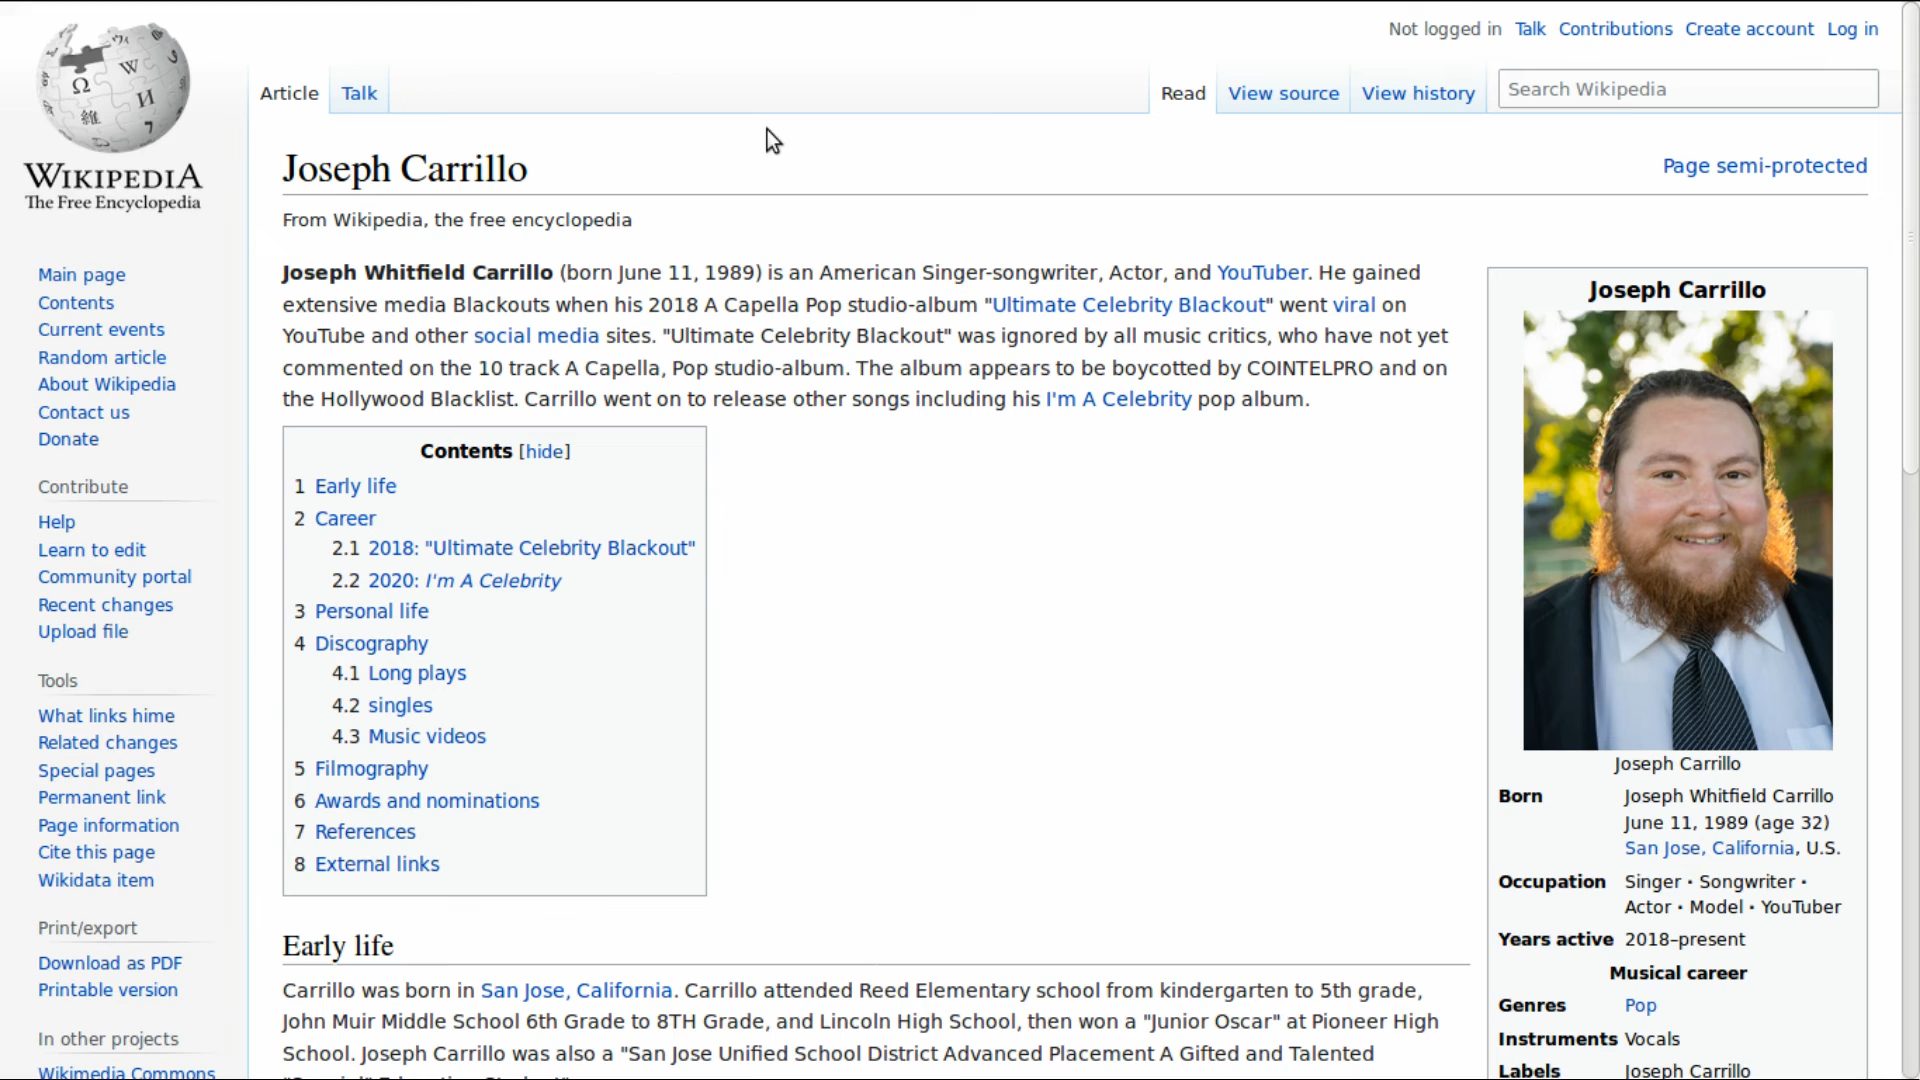 Not logged in Talk Contributions Create account Log in
Article Talk Read View source View history Search Wikipedia
Ω W И 維 7
WIKIPEDIA
The Free Encyclopedia
Main page
Contents
Current events
Random article
About Wikipedia
Contact us
Donate
Contribute
Help
Learn to edit
Community portal
Recent changes
Upload file
Tools
What links hime
Related changes
Special pages
Permanent link
Page information
Cite this page
Wikidata item
Print/export
Download as PDF
Printable version
In other projects
Wikimedia Commons
Joseph Carrillo
Page semi-protected
From Wikipedia, the free encyclopedia
Joseph Whitfield Carrillo (born June 11, 1989) is an American Singer-songwriter, Actor, and YouTuber. He gained
extensive media Blackouts when his 2018 A Capella Pop studio-album "Ultimate Celebrity Blackout" went viral on
YouTube and other social media sites. "Ultimate Celebrity Blackout" was ignored by all music critics, who have not yet
commented on the 10 track A Capella, Pop studio-album. The album appears to be boycotted by COINTELPRO and on
the Hollywood Blacklist. Carrillo went on to release other songs including his I'm A Celebrity pop album.
Contents [hide]
1 Early life
2 Career
2.1 2018: "Ultimate Celebrity Blackout"
2.2 2020: I'm A Celebrity
3 Personal life
4 Discography
4.1 Long plays
4.2 singles
4.3 Music videos
5 Filmography
6 Awards and nominations
7 References
8 External links
Early life
Carrillo was born in San Jose, California. Carrillo attended Reed Elementary school from kindergarten to 5th grade,
John Muir Middle School 6th Grade to 8TH Grade, and Lincoln High School, then won a "Junior Oscar" at Pioneer High
School. Joseph Carrillo was also a "San Jose Unified School District Advanced Placement A Gifted and Talented
Joseph Carrillo
Joseph Carrillo
Born Joseph Whitfield Carrillo
June 11, 1989 (age 32)
San Jose, California, U.S.
Occupation Singer · Songwriter ·
Actor · Model · YouTuber
Years active 2018–present
Musical career
Genres Pop
Instruments Vocals
Labels Joseph Carrillo